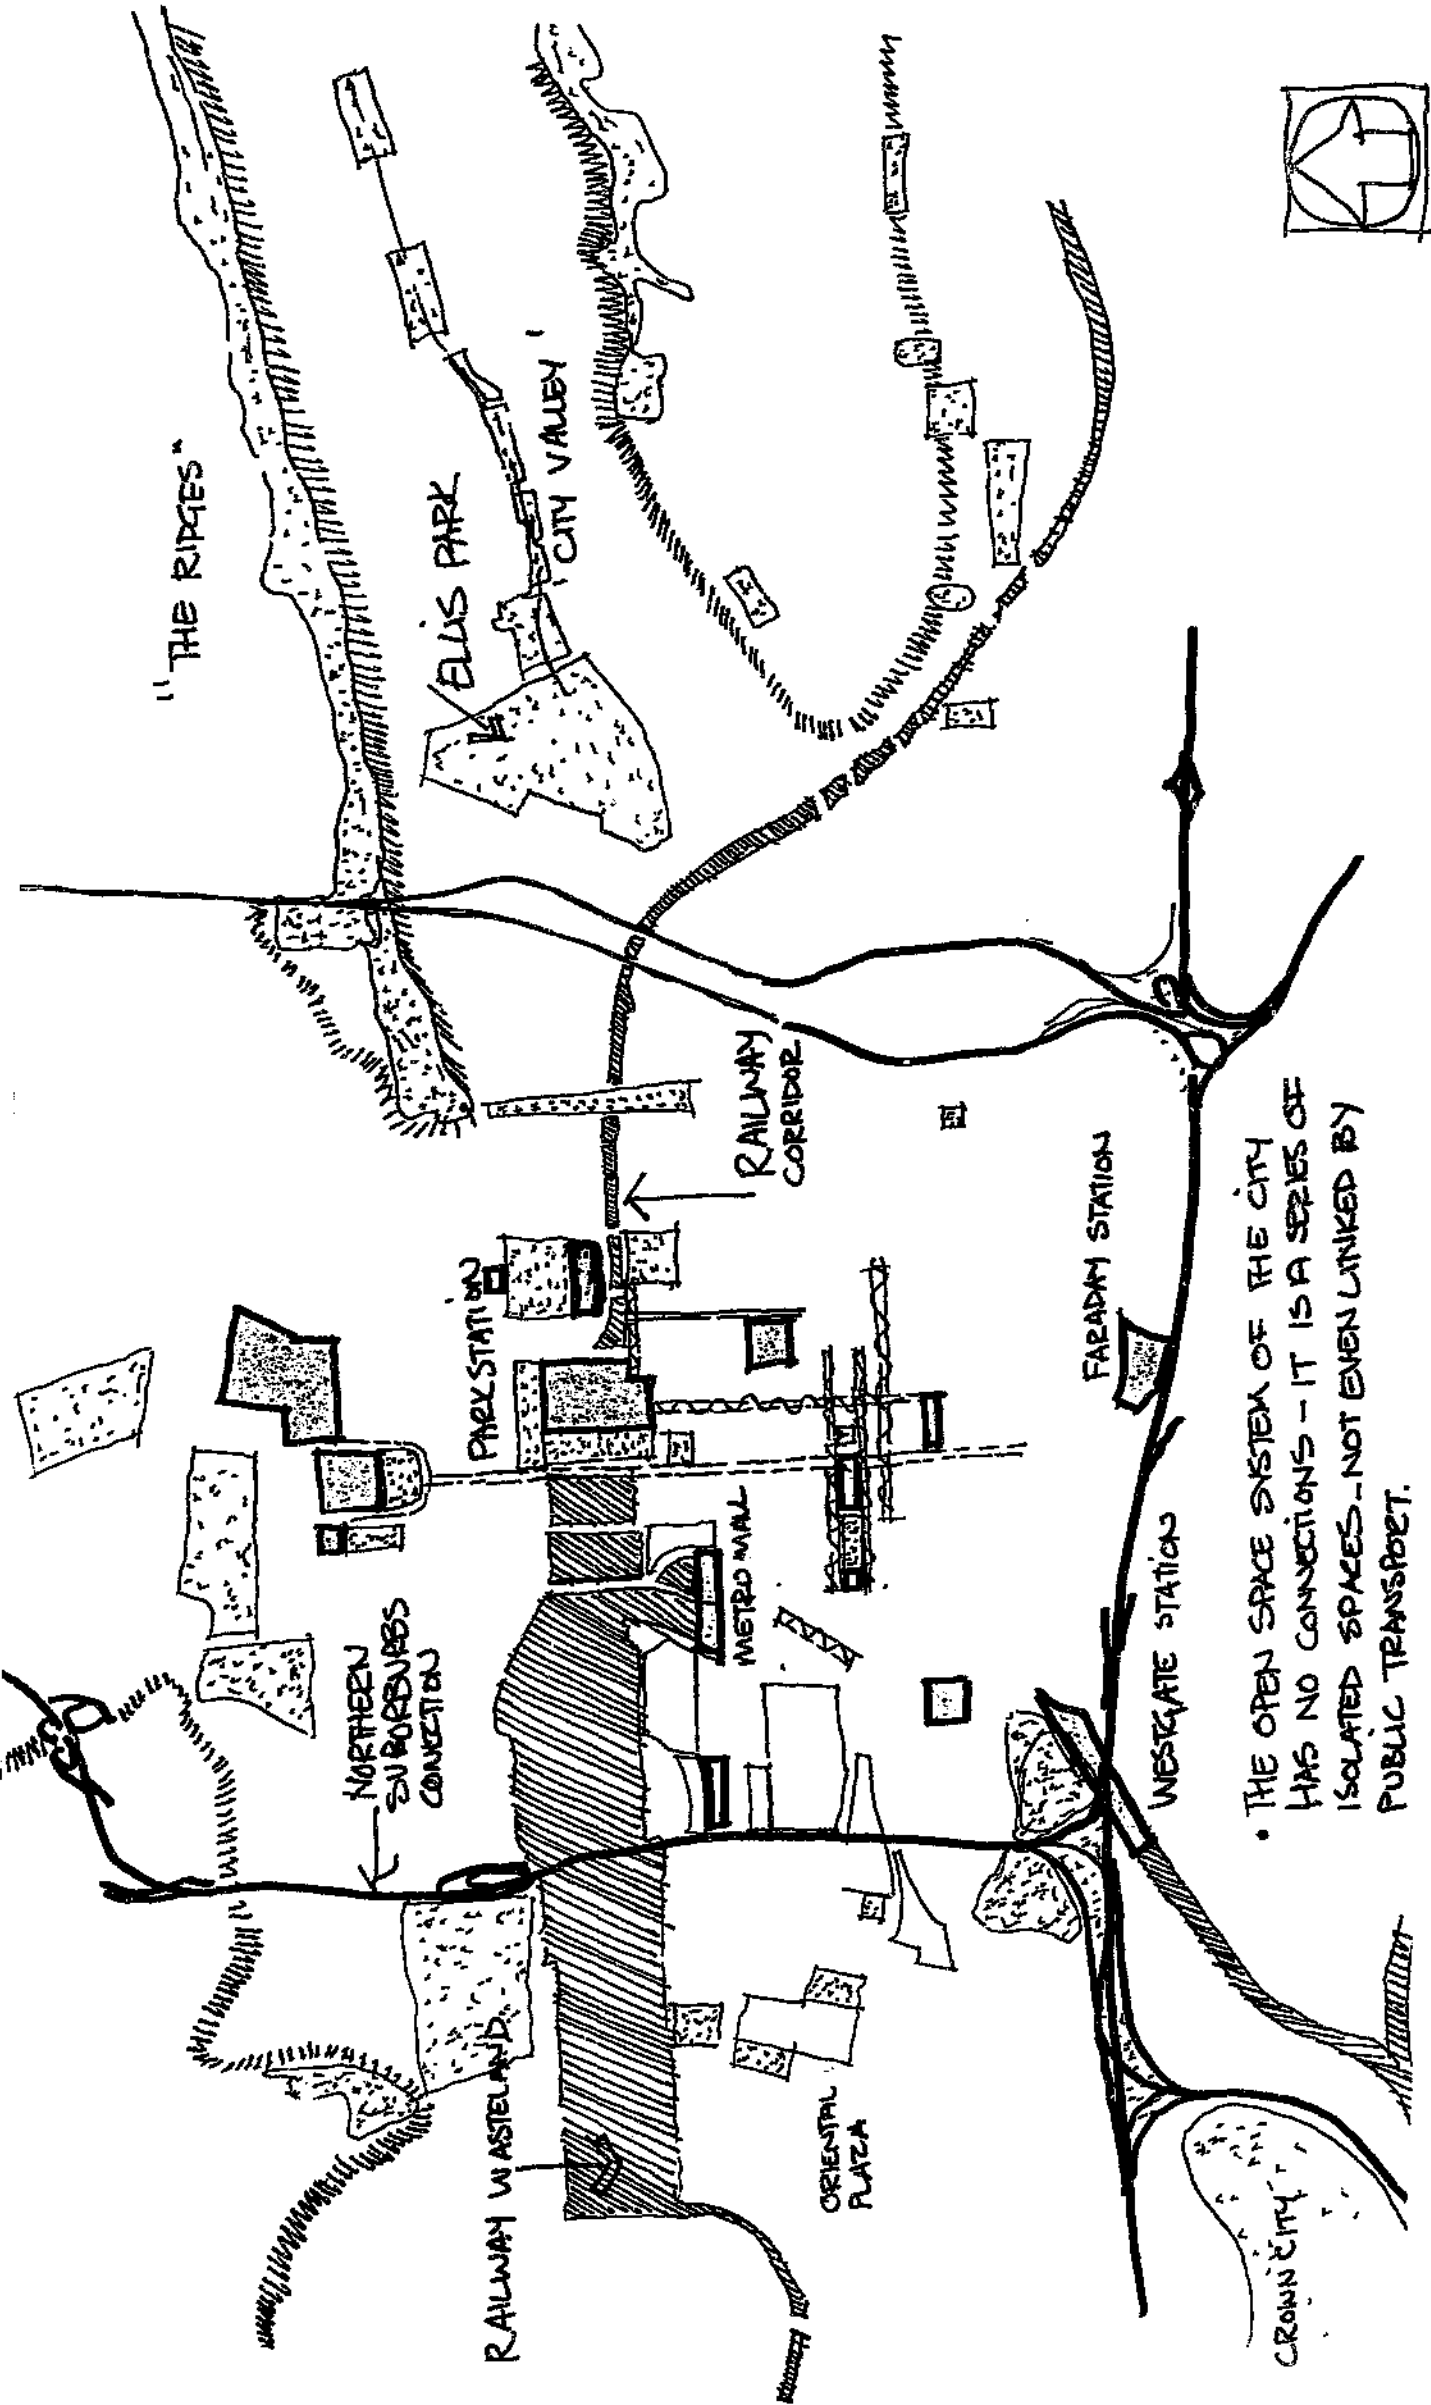 "THE RIDGES"
ELLIS PARK
'CITY VALLEY'
NORTHERN
SUBORBUABS
CONECTION
PARK STATION
RAILWAY
CORRIDOR
RAILWAY WASTELAND
METRO MALL
ORIENTAL
PLAZA
FARADAY STATION
WESTGATE STATION
CROWN CITY
• THE OPEN SPACE SYSTEM OF THE CITY
HAS NO CONNECTIONS - IT IS A SERIES OF
ISOLATED SPACES - NOT EVEN LINKED BY
PUBLIC TRANSPORT.